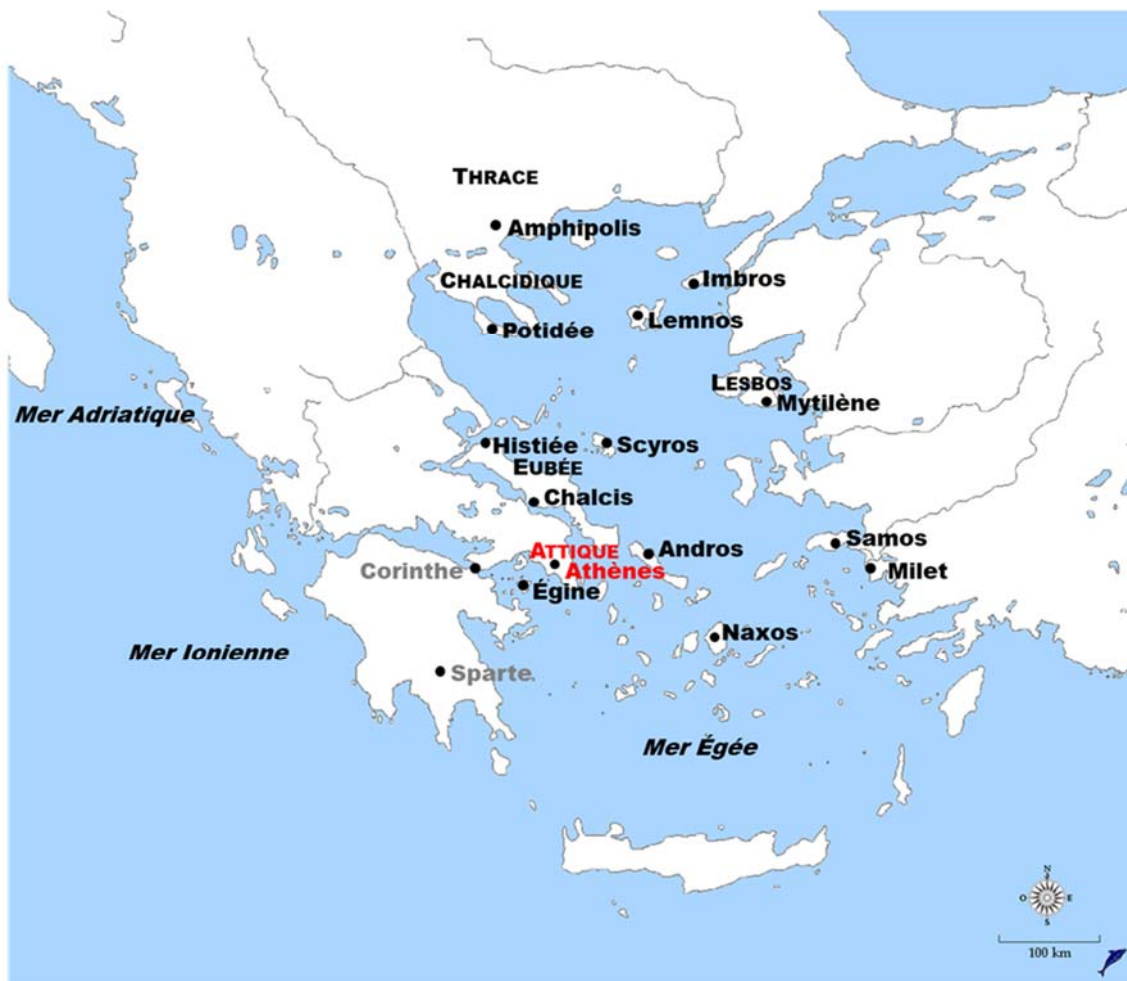 THRACE
Amphipolis
CHALCIDIQUE
Imbros
Lemnos
Potidée
LESBOS
Mytilène
Mer Adriatique
Histiée
Scyros
EUBÉE
Chalcis
Samos
ATTIQUE
Andros
Corinthe
Athènes
Milet
Égine
Naxos
Mer Ionienne
Sparte
Mer Égée
N
O E
S
100 km